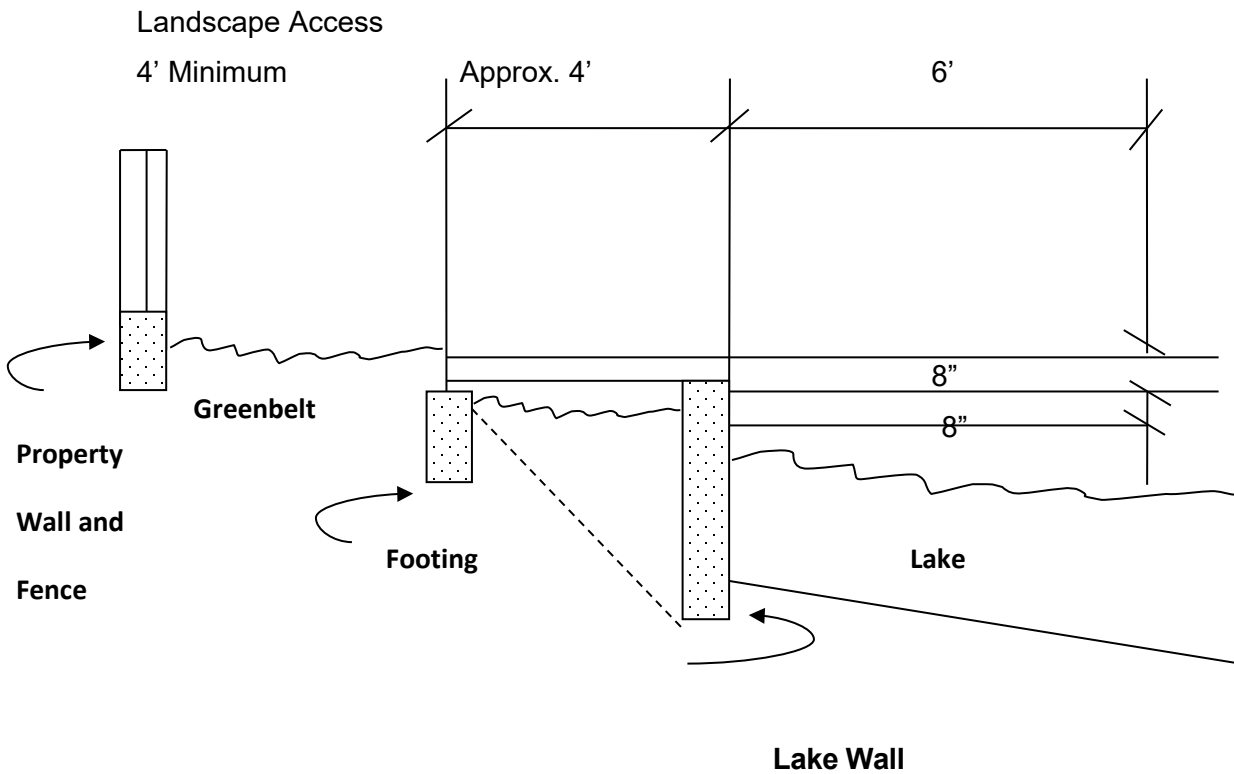 Landscape Access
4’ Minimum
Approx. 4’
6’
8”
8”
Greenbelt
Property
Wall and
Fence
Footing
Lake
Lake Wall